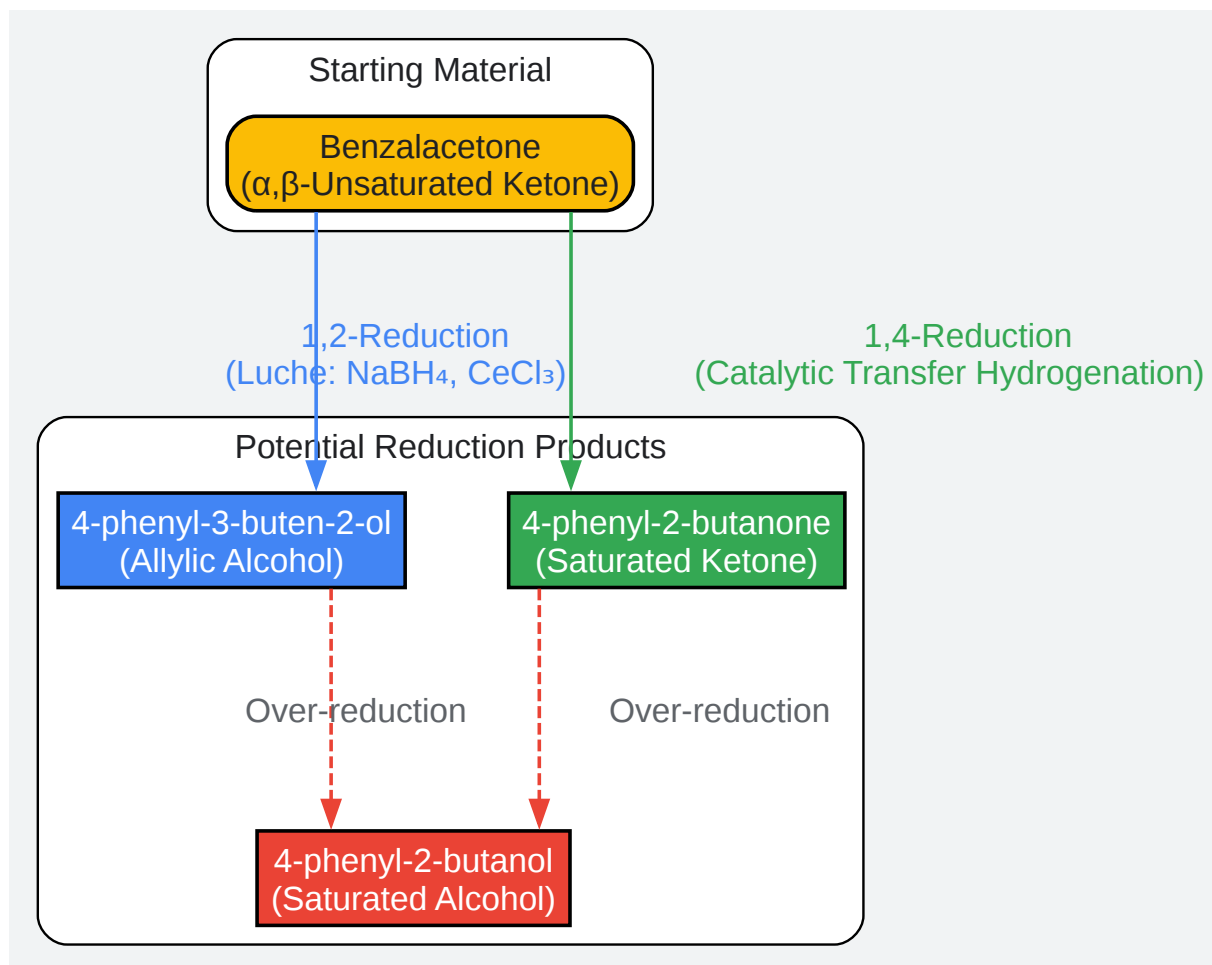 Starting Material
Benzalacetone
(α,β-Unsaturated Ketone)
1,2-Reduction
(Luche: NaBH₄, CeCl₃)
1,4-Reduction
(Catalytic Transfer Hydrogenation)
Potential Reduction Products
4-phenyl-3-buten-2-ol
(Allylic Alcohol)
4-phenyl-2-butanone
(Saturated Ketone)
Over-reduction
Over-reduction
4-phenyl-2-butanol
(Saturated Alcohol)